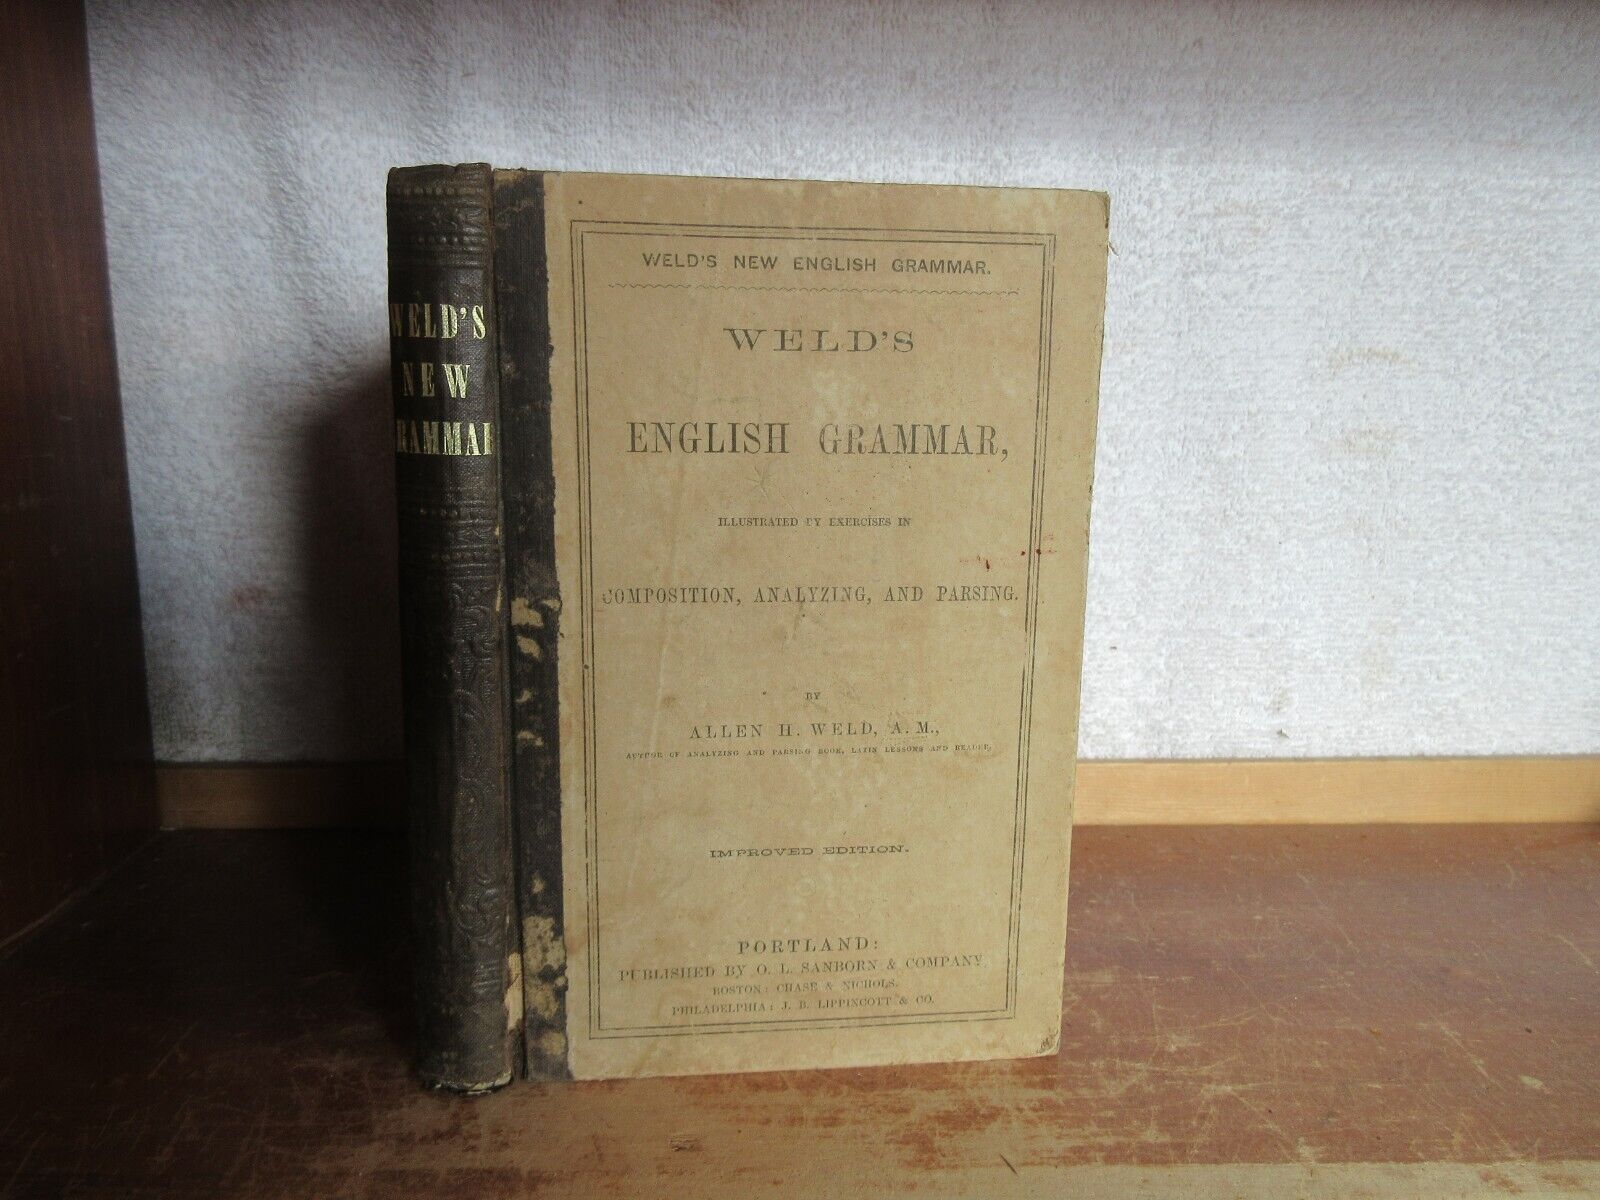 WELD'S
NEW
GRAMMAR
WELD'S NEW ENGLISH GRAMMAR.
WELD'S
ENGLISH GRAMMAR,
ILLUSTRATED BY EXERCISES IN
COMPOSITION, ANALYZING, AND PARSING.
BY
ALLEN H. WELD, A. M.,
AUTHOR OF ANALYZING AND PARSING BOOK, LATIN LESSONS AND READER,
IMPROVED EDITION.
PORTLAND:
PUBLISHED BY O. L. SANBORN & COMPANY.
BOSTON: CHASE & NICHOLS.
PHILADELPHIA: J. B. LIPPINCOTT & CO.